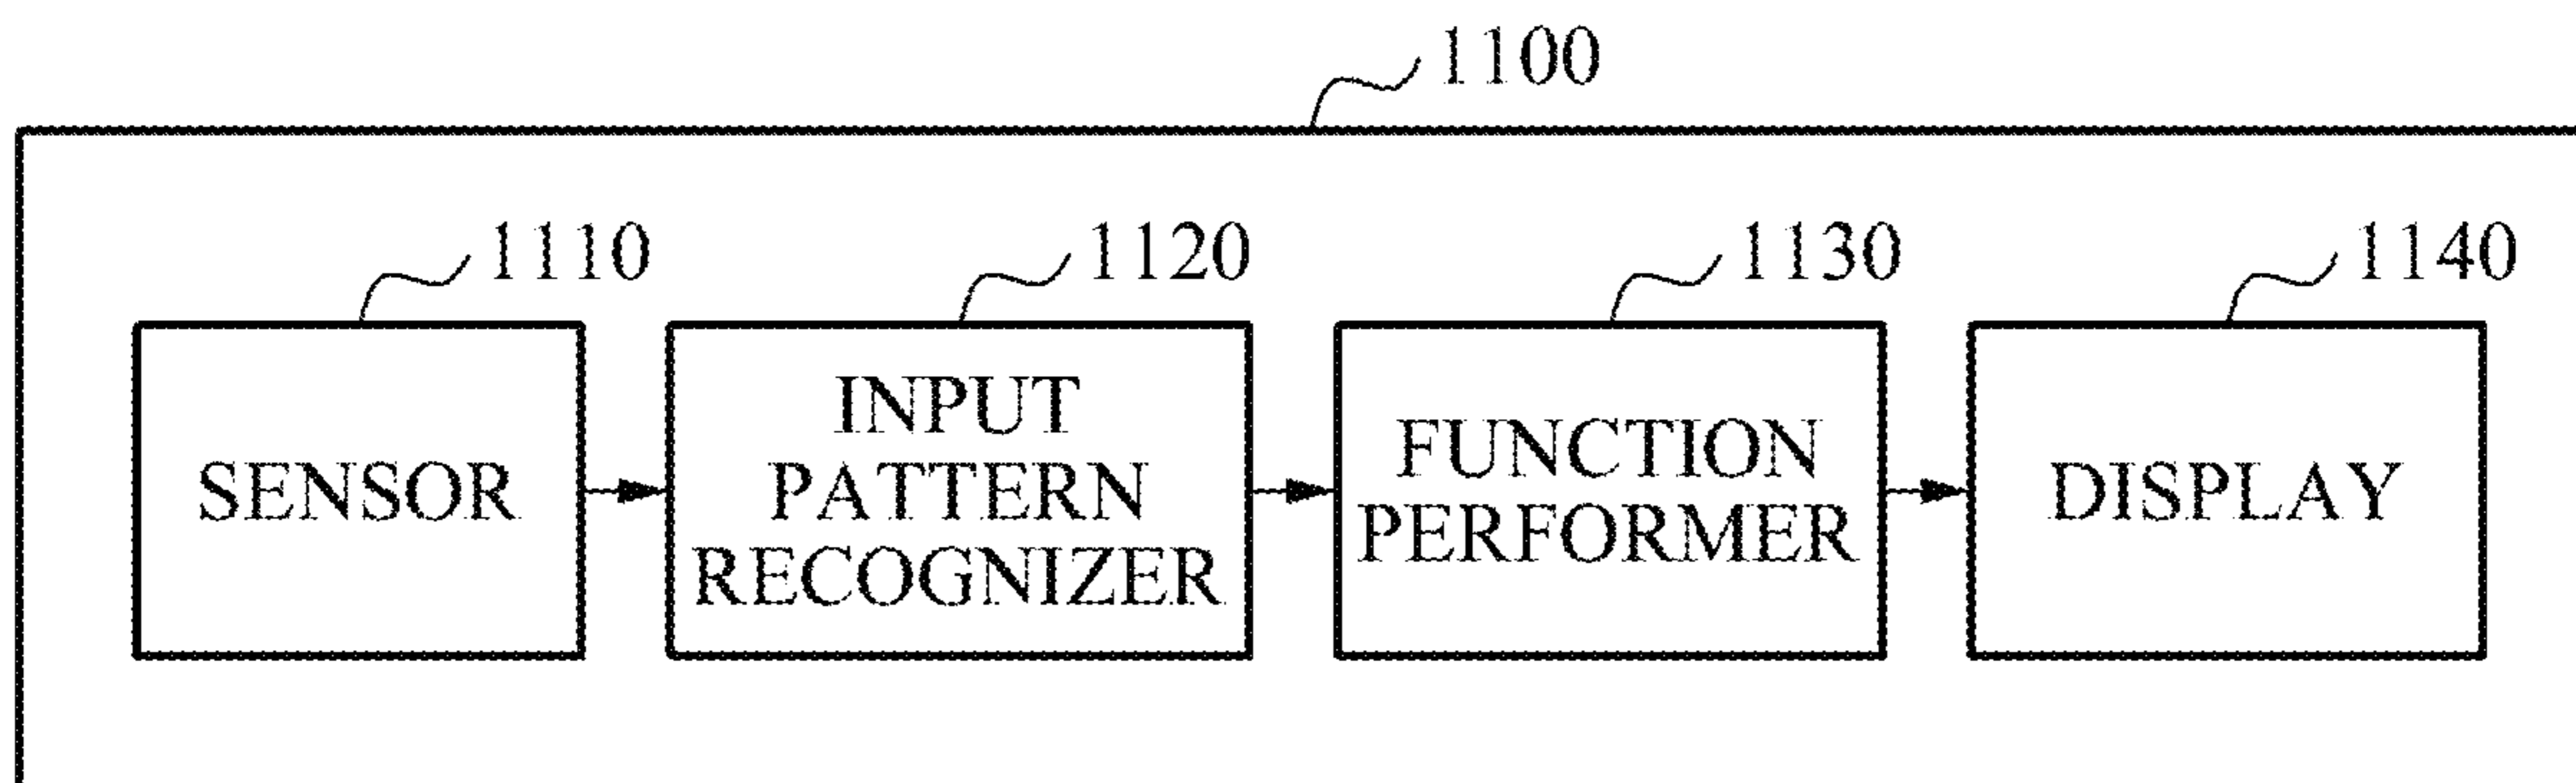 1100
1110
1120
1130
1140
SENSOR
INPUT
PATTERN
RECOGNIZER
FUNCTION
PERFORMER
DISPLAY